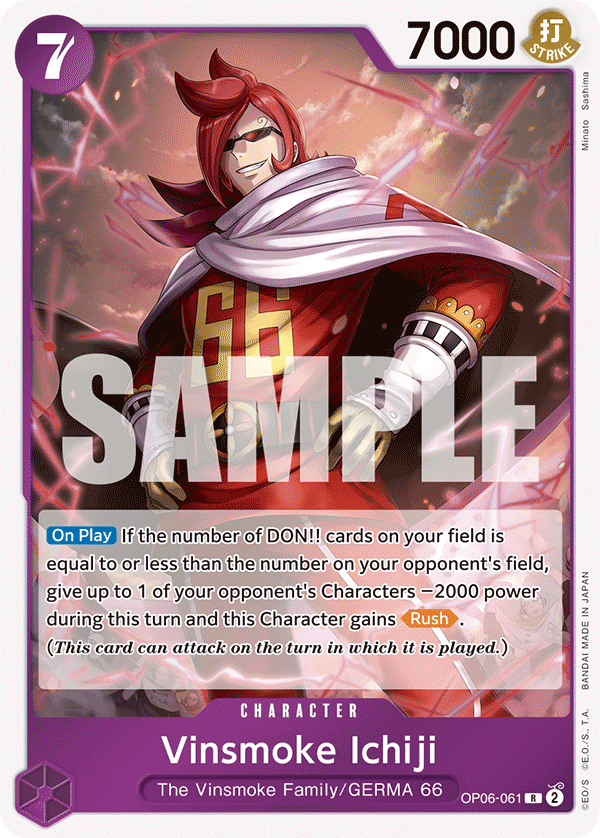 7
7000 打
STRIKE
Minato Sashima
66
SAMPLE
On Play If the number of DON!! cards on your field is
equal to or less than the number on your opponent's field,
give up to 1 of your opponent's Characters −2000 power
during this turn and this Character gains Rush.
(This card can attack on the turn in which it is played.)
CHARACTER
Vinsmoke Ichiji
The Vinsmoke Family/GERMA 66
OP06-061 R 2
©E.O/S ©E.O./S., T.A. BANDAI MADE IN JAPAN